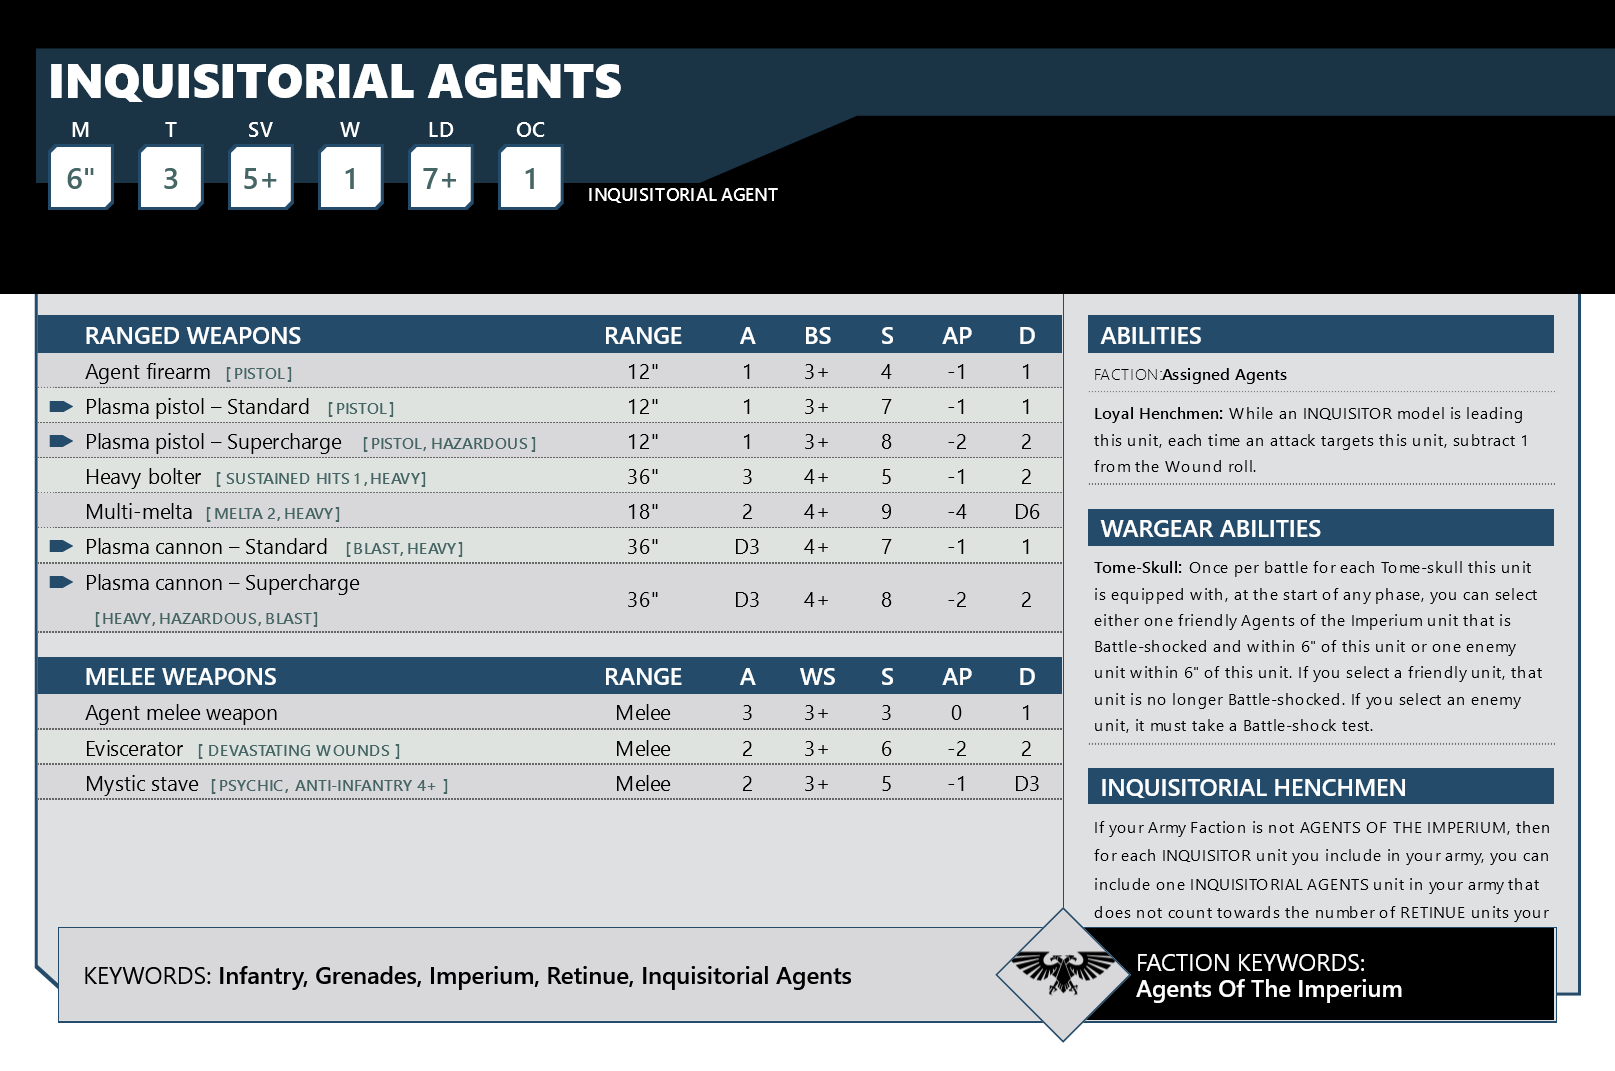 INQUISITORIAL AGENTS
M T SV W LD OC
6" 3 5+ 1 7+ 1
INQUISITORIAL AGENT
RANGED WEAPONS RANGE A BS S AP D
Agent firearm [PISTOL] 12" 1 3+ 4 -1 1
Plasma pistol – Standard [PISTOL] 12" 1 3+ 7 -1 1
Plasma pistol – Supercharge [PISTOL, HAZARDOUS] 12" 1 3+ 8 -2 2
Heavy bolter [SUSTAINED HITS 1, HEAVY] 36" 3 4+ 5 -1 2
Multi-melta [MELTA 2, HEAVY] 18" 2 4+ 9 -4 D6
Plasma cannon – Standard [BLAST, HEAVY] 36" D3 4+ 7 -1 1
Plasma cannon – Supercharge
[HEAVY, HAZARDOUS, BLAST] 36" D3 4+ 8 -2 2
MELEE WEAPONS RANGE A WS S AP D
Agent melee weapon Melee 3 3+ 3 0 1
Eviscerator [DEVASTATING WOUNDS] Melee 2 3+ 6 -2 2
Mystic stave [PSYCHIC, ANTI-INFANTRY 4+] Melee 2 3+ 5 -1 D3
ABILITIES
FACTION:Assigned Agents
Loyal Henchmen: While an INQUISITOR model is leading
this unit, each time an attack targets this unit, subtract 1
from the Wound roll.
WARGEAR ABILITIES
Tome-Skull: Once per battle for each Tome-skull this unit
is equipped with, at the start of any phase, you can select
either one friendly Agents of the Imperium unit that is
Battle-shocked and within 6" of this unit or one enemy
unit within 6" of this unit. If you select a friendly unit, that
unit is no longer Battle-shocked. If you select an enemy
unit, it must take a Battle-shock test.
INQUISITORIAL HENCHMEN
If your Army Faction is not AGENTS OF THE IMPERIUM, then
for each INQUISITOR unit you include in your army, you can
include one INQUISITORIAL AGENTS unit in your army that
does not count towards the number of RETINUE units your
KEYWORDS: Infantry, Grenades, Imperium, Retinue, Inquisitorial Agents
FACTION KEYWORDS:
Agents Of The Imperium